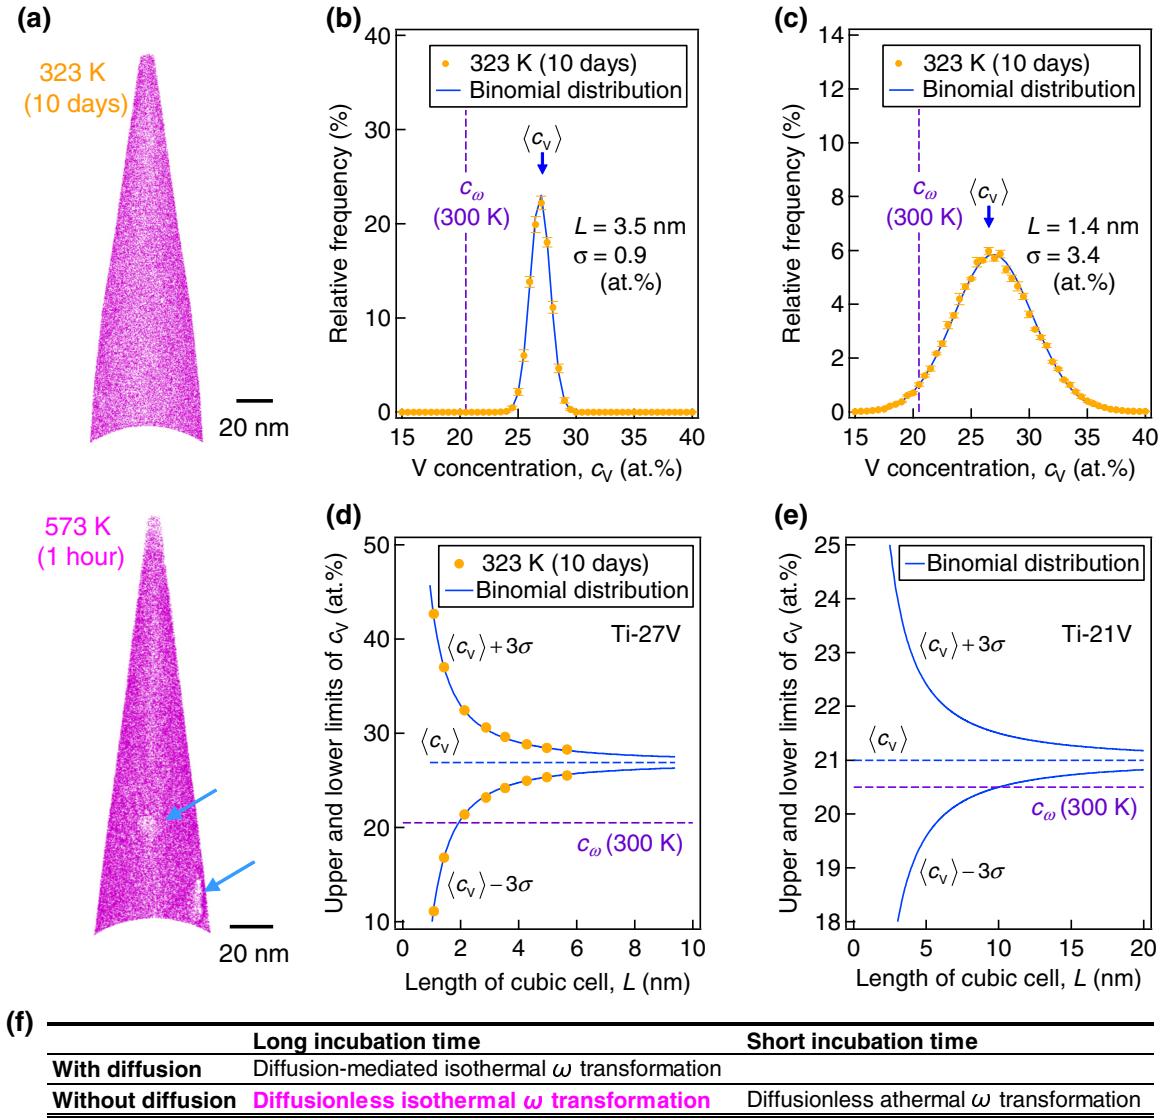 (a)
323 K
(10 days)
20 nm
573 K
(1 hour)
20 nm
(b)
40
30
20
10
0
Relative frequency (%)
323 K (10 days)
Binomial distribution
⟨cV⟩
cω
(300 K)
L = 3.5 nm
σ = 0.9
(at.%)
15 20 25 30 35 40
V concentration, cV (at.%)
(c)
14
12
10
8
6
4
2
0
Relative frequency (%)
323 K (10 days)
Binomial distribution
⟨cV⟩
cω
(300 K)
L = 1.4 nm
σ = 3.4
(at.%)
15 20 25 30 35 40
V concentration, cV (at.%)
(d)
50
40
30
20
10
Upper and lower limits of cV (at.%)
323 K (10 days)
Binomial distribution
Ti-27V
⟨cV⟩+3σ
⟨cV⟩
cω (300 K)
⟨cV⟩−3σ
0 2 4 6 8 10
Length of cubic cell, L (nm)
(e)
25
24
23
22
21
20
19
18
Upper and lower limits of cV (at.%)
Binomial distribution
Ti-21V
⟨cV⟩+3σ
⟨cV⟩
cω (300 K)
⟨cV⟩−3σ
0 5 10 15 20
Length of cubic cell, L (nm)
(f)
Long incubation time Short incubation time
With diffusion Diffusion-mediated isothermal ω transformation
Without diffusion Diffusionless isothermal ω transformation Diffusionless athermal ω transformation